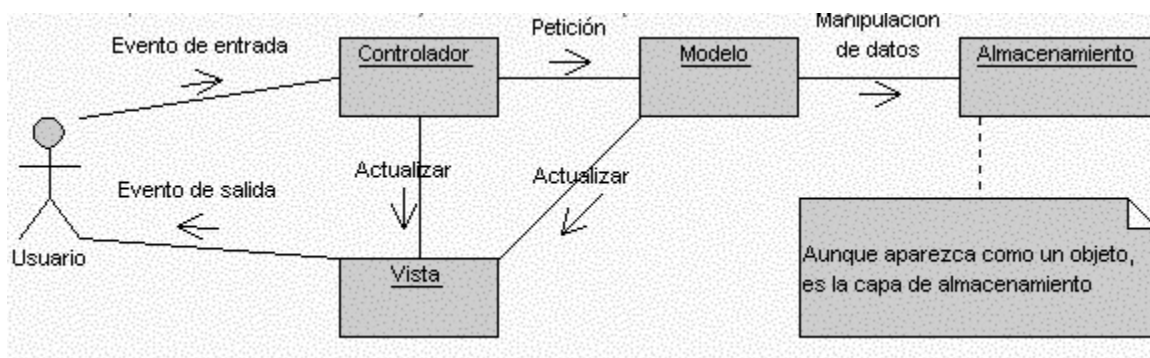 Evento de entrada
Controlador
Petición
Modelo
Manipulación
de datos
Almacenamiento
Actualizar
Actualizar
Evento de salida
Usuario
Vista
Aunque aparezca como un objeto,
es la capa de almacenamiento